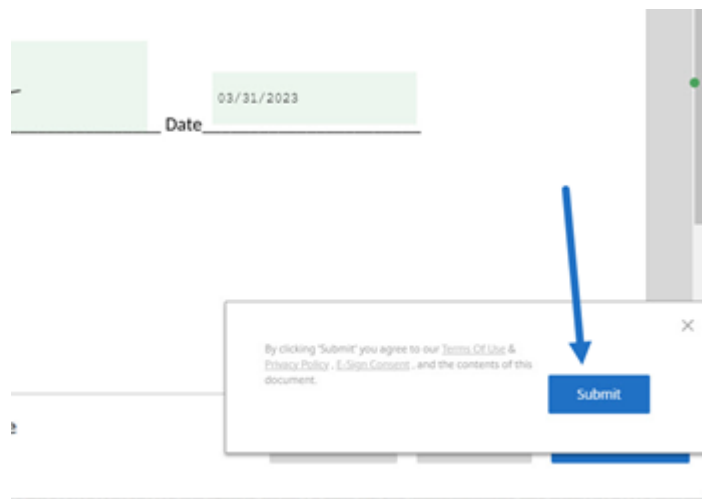 03/31/2023
Date
By clicking 'Submit' you agree to our Terms Of Use &
Privacy Policy , E-Sign Consent , and the contents of this
document.
Submit
e